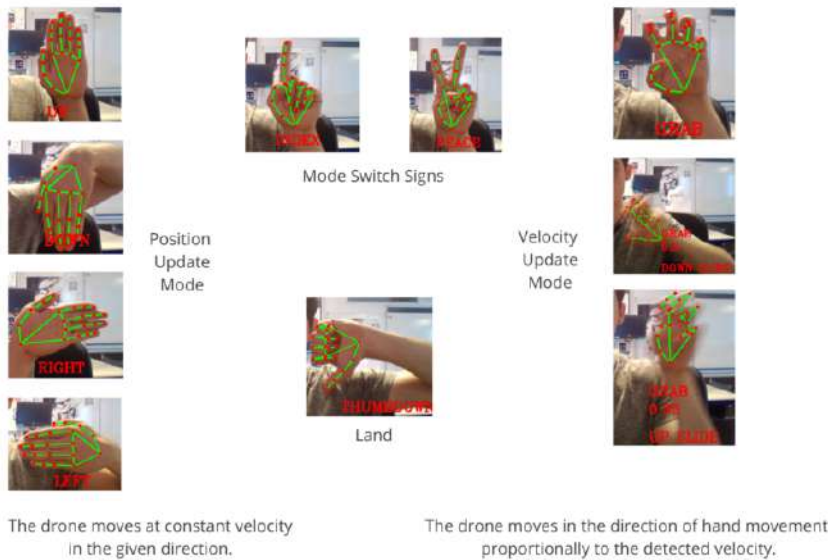 UP
INDEX
PEACE
GRAB
Mode Switch Signs
DOWN
Position
Update
Mode
Velocity
Update
Mode
GRAB
RIGHT
THUMBDOWN
Land
GRAB
UP SLIDE
LEFT
The drone moves at constant velocity
in the given direction.
The drone moves in the direction of hand movement
proportionally to the detected velocity.